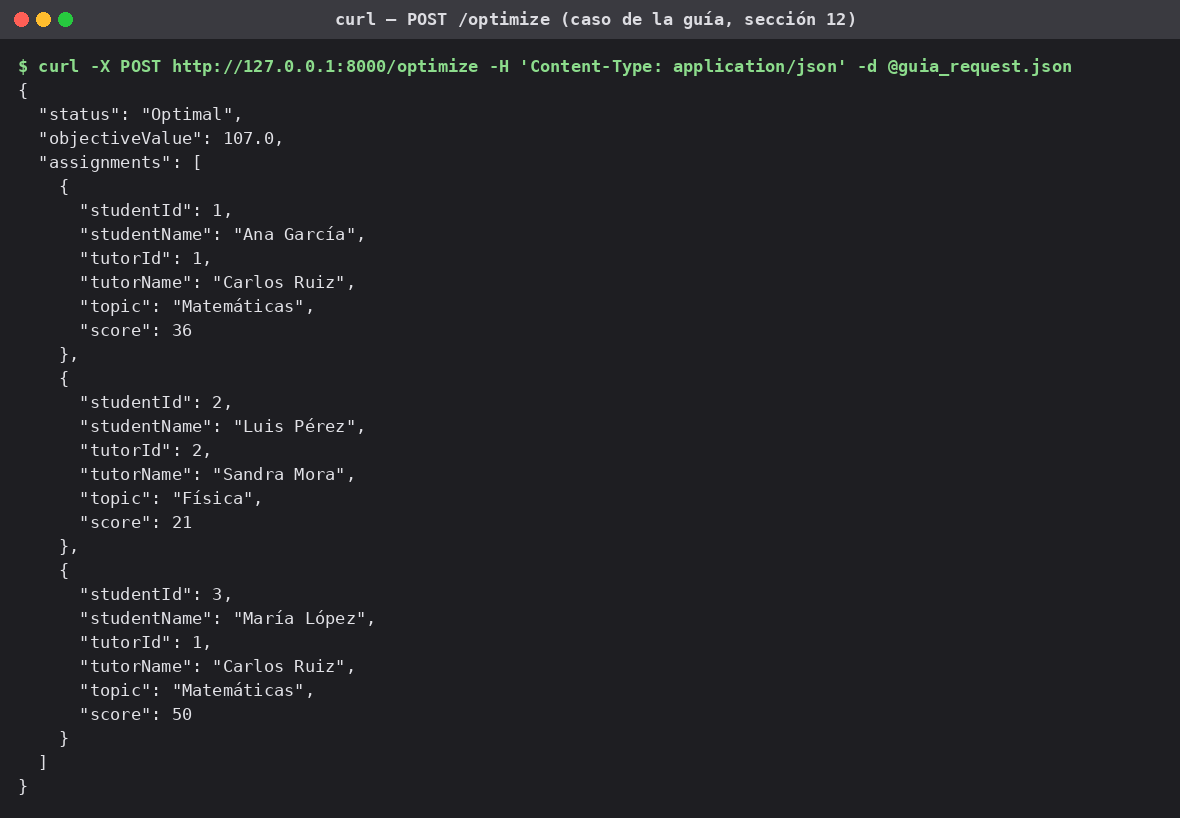 curl — POST /optimize (caso de la guía, sección 12)
$ curl -X POST http://127.0.0.1:8000/optimize -H 'Content-Type: application/json' -d @guia_request.json
{
  "status": "Optimal",
  "objectiveValue": 107.0,
  "assignments": [
    {
      "studentId": 1,
      "studentName": "Ana García",
      "tutorId": 1,
      "tutorName": "Carlos Ruiz",
      "topic": "Matemáticas",
      "score": 36
    },
    {
      "studentId": 2,
      "studentName": "Luis Pérez",
      "tutorId": 2,
      "tutorName": "Sandra Mora",
      "topic": "Física",
      "score": 21
    },
    {
      "studentId": 3,
      "studentName": "María López",
      "tutorId": 1,
      "tutorName": "Carlos Ruiz",
      "topic": "Matemáticas",
      "score": 50
    }
  ]
}